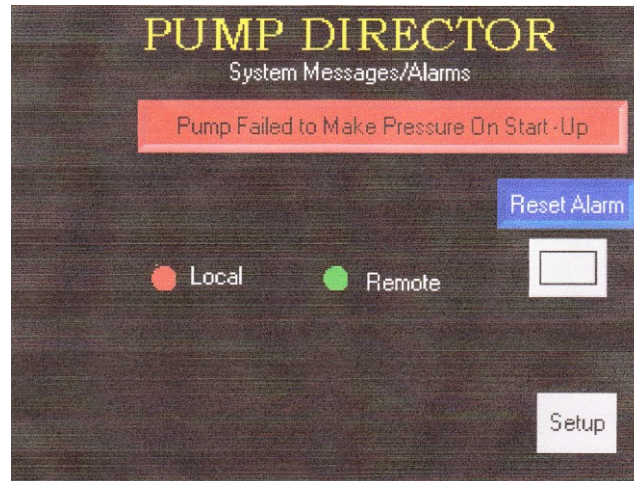 PUMP DIRECTOR
System Messages/Alarms
Pump Failed to Make Pressure On Start-Up
Reset Alarm
Local
Remote
Setup